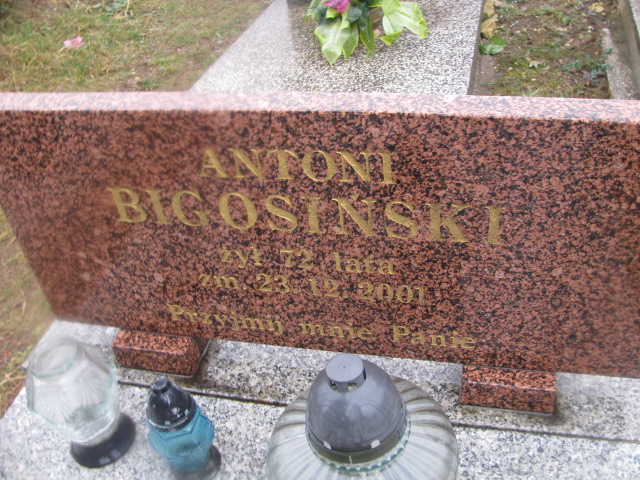 ANTONI
BIGOSIŃSKI
żył 72 lata
zm. 23.12.2001
Przyjmij mnie Panie